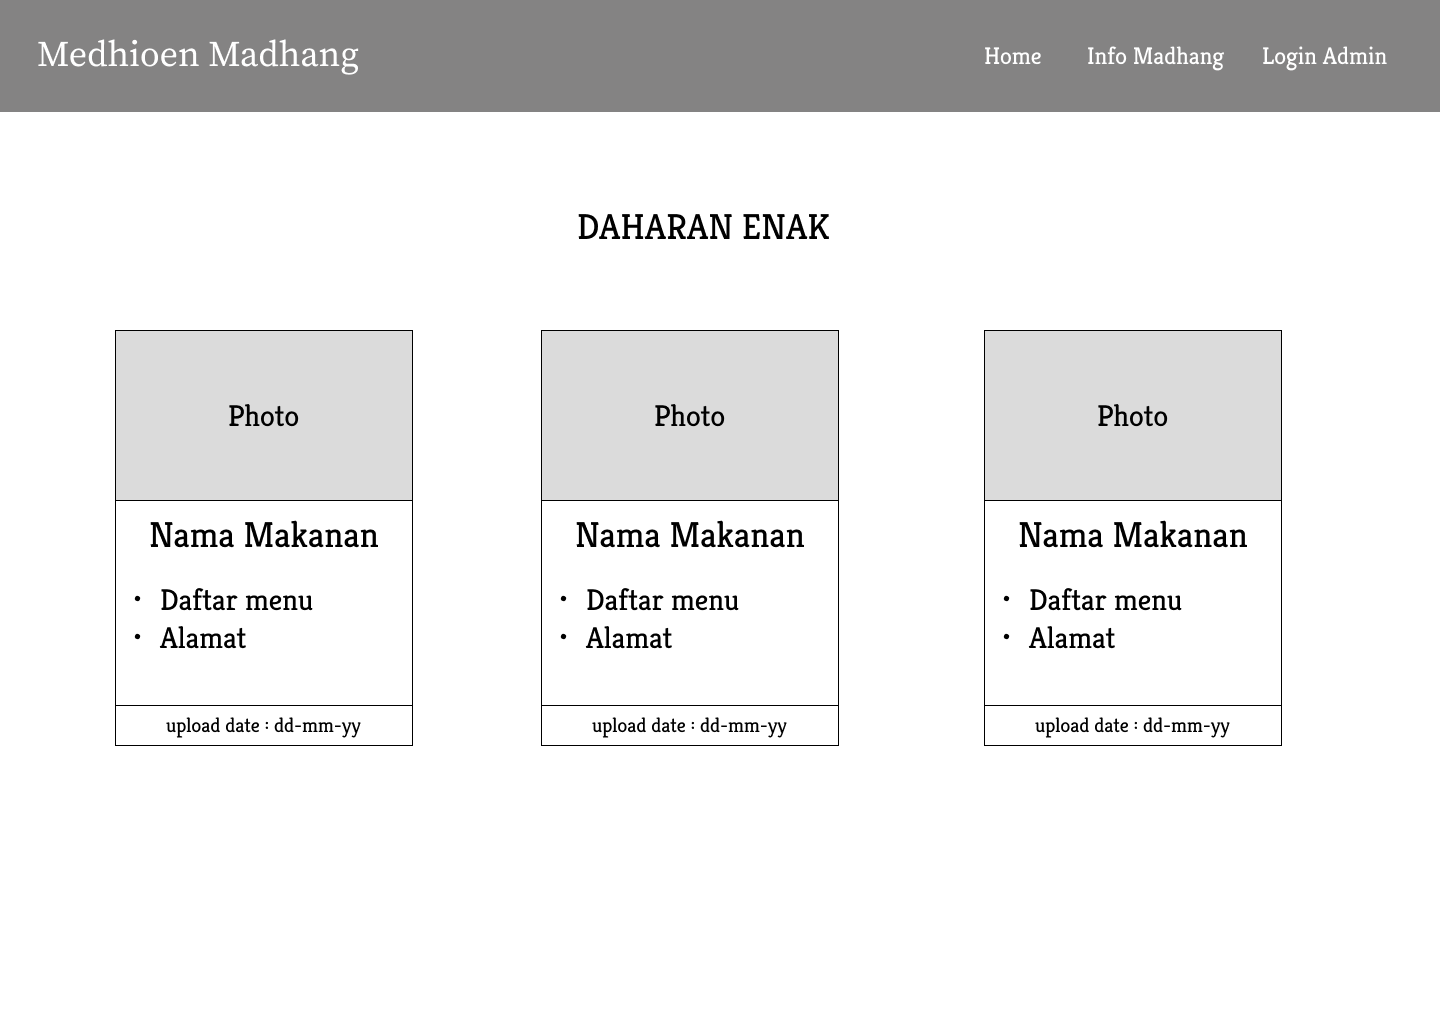 Medhioen Madhang
Home
Info Madhang
Login Admin
DAHARAN ENAK
Photo
Nama Makanan
• Daftar menu
• Alamat
upload date : dd-mm-yy
Photo
Nama Makanan
• Daftar menu
• Alamat
upload date : dd-mm-yy
Photo
Nama Makanan
• Daftar menu
• Alamat
upload date : dd-mm-yy